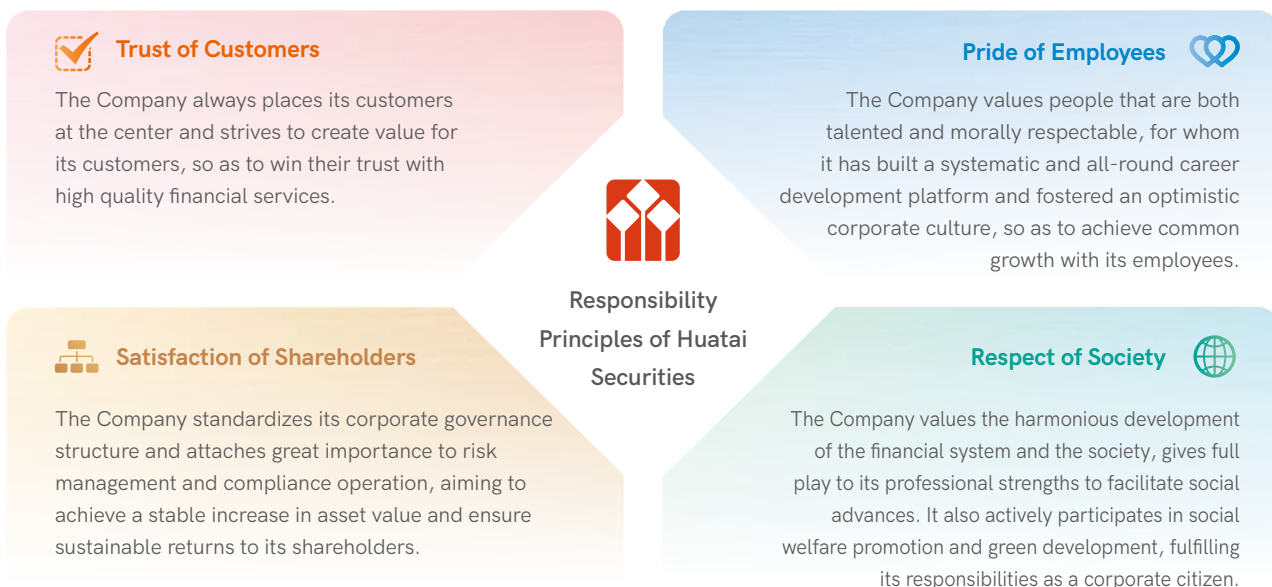 Trust of Customers
The Company always places its customers
at the center and strives to create value for
its customers, so as to win their trust with
high quality financial services.
Pride of Employees
The Company values people that are both
talented and morally respectable, for whom
it has built a systematic and all-round career
development platform and fostered an optimistic
corporate culture, so as to achieve common
growth with its employees.
Responsibility
Principles of Huatai
Securities
Satisfaction of Shareholders
The Company standardizes its corporate governance
structure and attaches great importance to risk
management and compliance operation, aiming to
achieve a stable increase in asset value and ensure
sustainable returns to its shareholders.
Respect of Society
The Company values the harmonious development
of the financial system and the society, gives full
play to its professional strengths to facilitate social
advances. It also actively participates in social
welfare promotion and green development, fulfilling
its responsibilities as a corporate citizen.